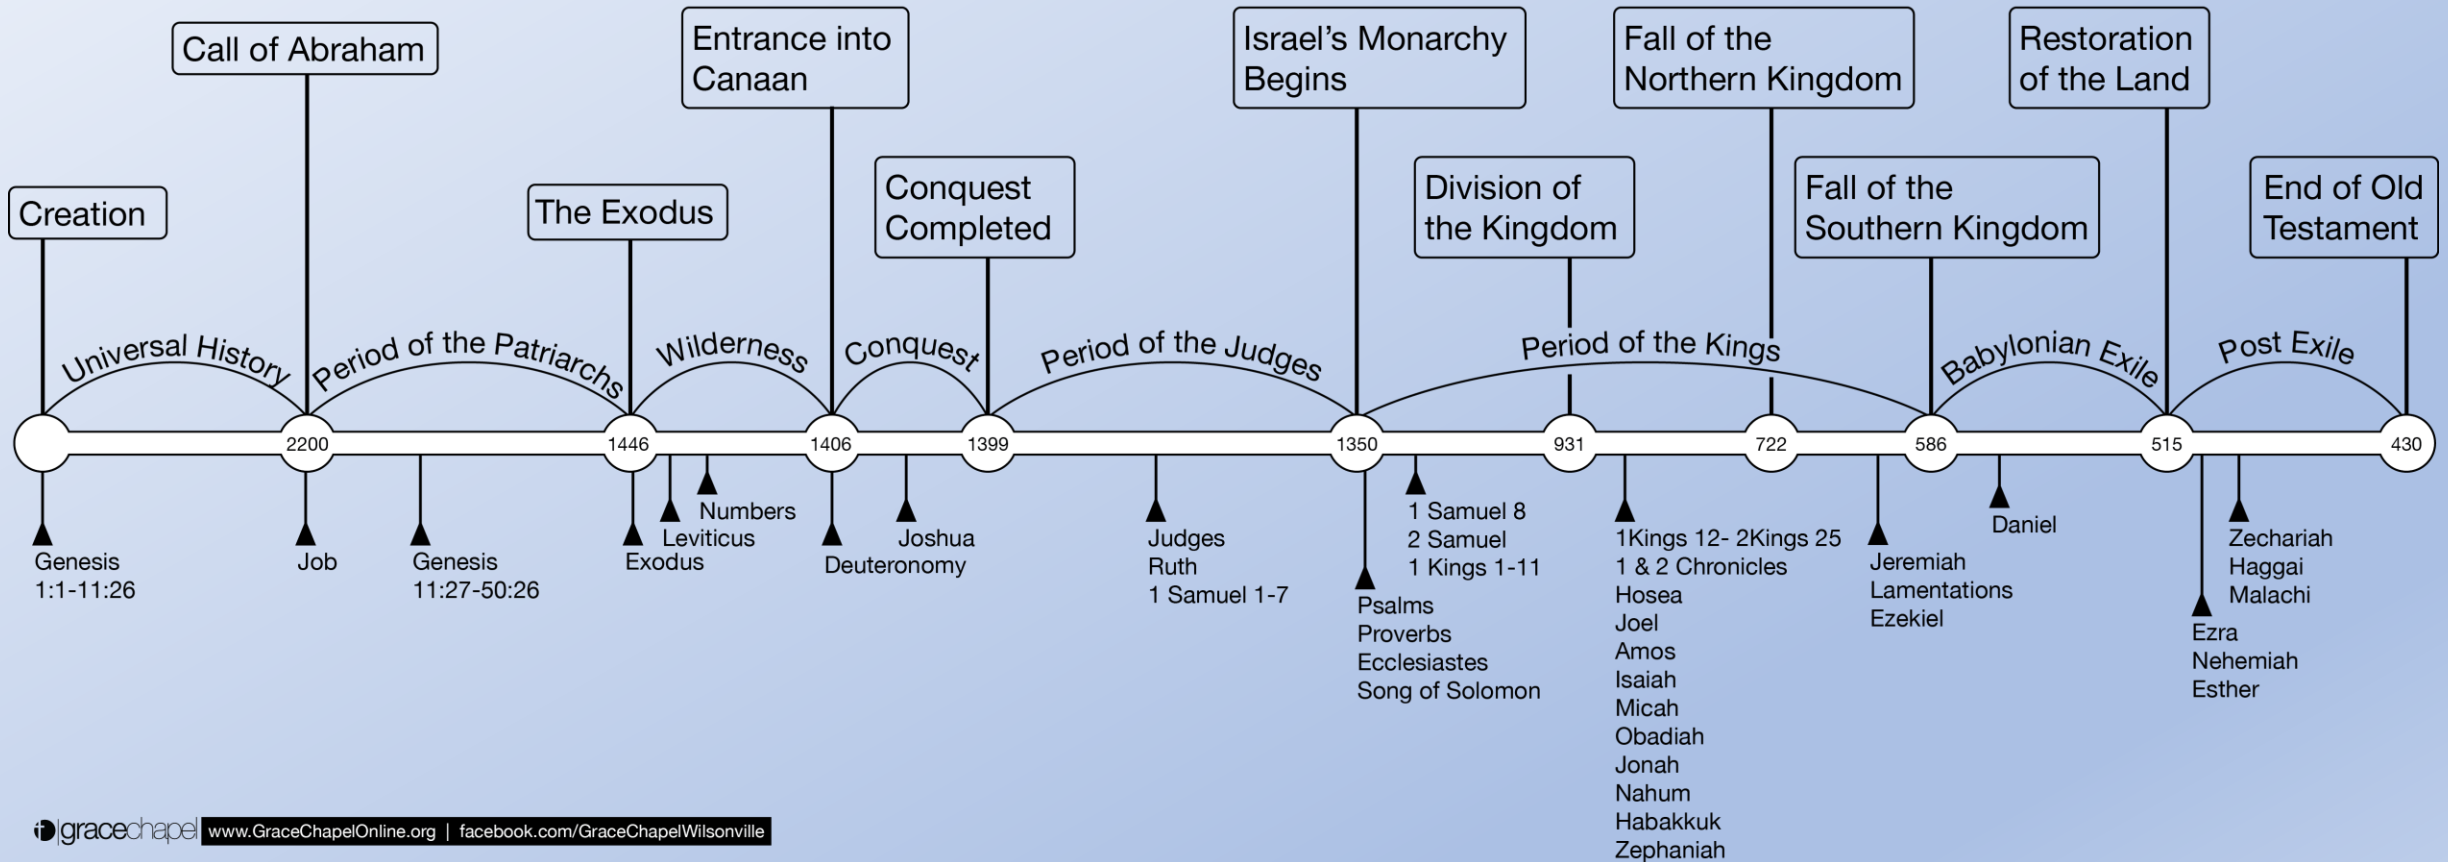 Creation
Call of Abraham
The Exodus
Entrance into
Canaan
Conquest
Completed
Israel's Monarchy
Begins
Division of
the Kingdom
Fall of the
Northern Kingdom
Fall of the
Southern Kingdom
Restoration
of the Land
End of Old
Testament
Universal History
Period of the Patriarchs
Wilderness
Conquest
Period of the Judges
Period of the Kings
Babylonian Exile
Post Exile
2200
1446
1406
1399
1350
931
722
586
515
430
Genesis
1:1-11:26
Job
Genesis
11:27-50:26
Exodus
Leviticus
Numbers
Deuteronomy
Joshua
Judges
Ruth
1 Samuel 1-7
Psalms
Proverbs
Ecclesiastes
Song of Solomon
1 Samuel 8
2 Samuel
1 Kings 1-11
1Kings 12- 2Kings 25
1 & 2 Chronicles
Hosea
Joel
Amos
Isaiah
Micah
Obadiah
Jonah
Nahum
Habakkuk
Zephaniah
Jeremiah
Lamentations
Ezekiel
Daniel
Ezra
Nehemiah
Esther
Zechariah
Haggai
Malachi
gracechapel www.GraceChapelOnline.org | facebook.com/GraceChapelWilsonville